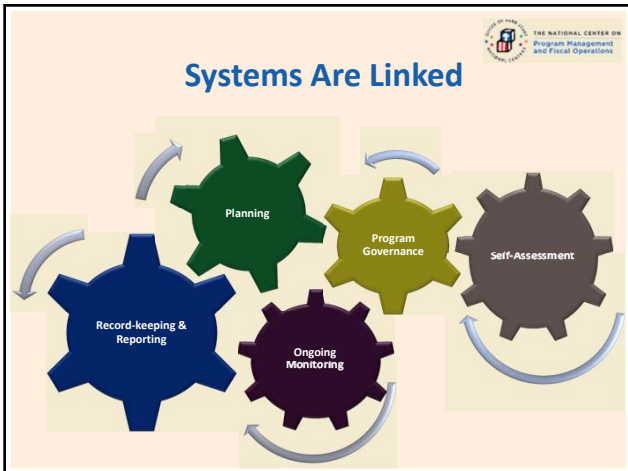 THE NATIONAL CENTER ON
Program Management
and Fiscal Operations
Systems Are Linked
Planning
Program
Governance
Self-Assessment
Record-keeping &
Reporting
Ongoing
Monitoring